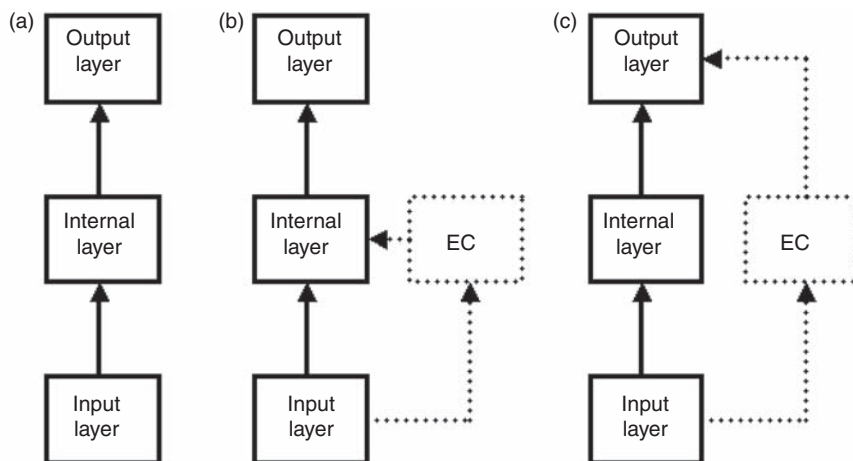 (a)
Output
layer
Internal
layer
Input
layer
(b)
Output
layer
Internal
layer
EC
Input
layer
(c)
Output
layer
Internal
layer
EC
Input
layer